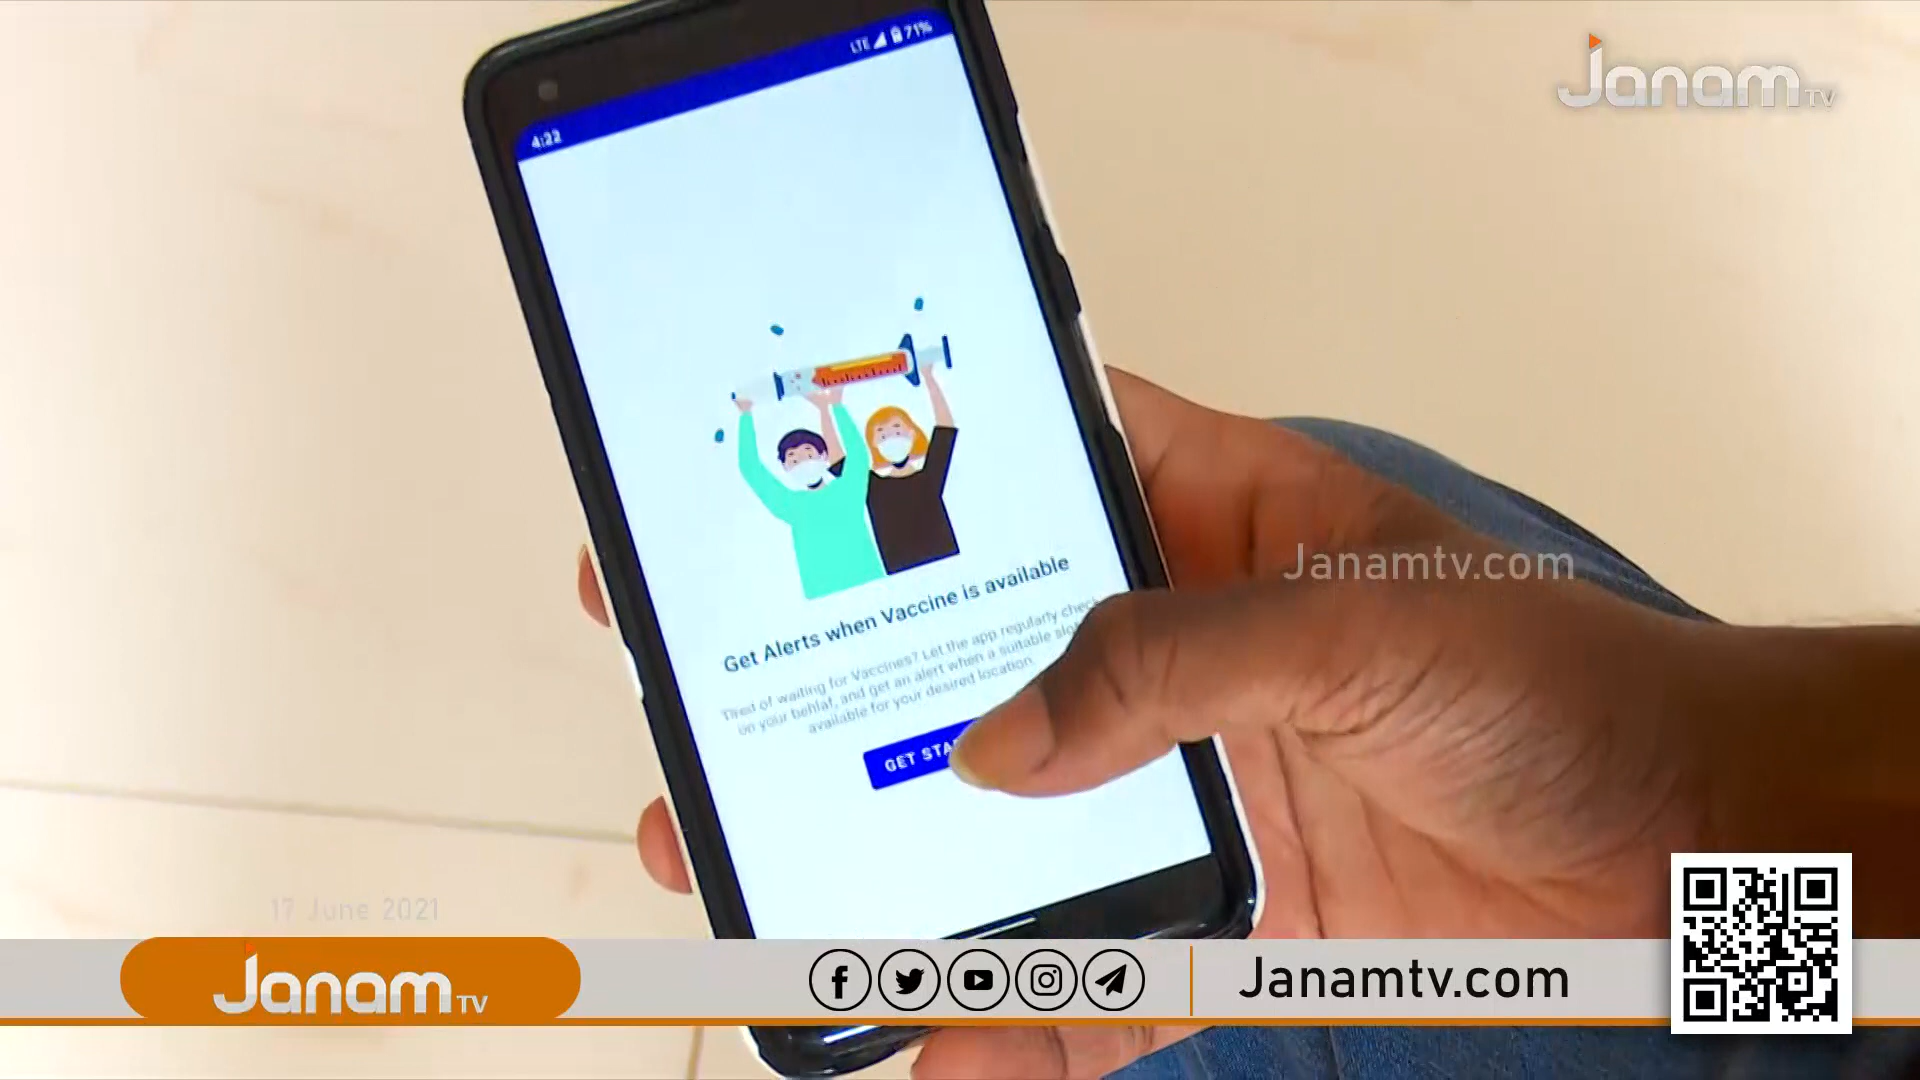 LTE 71%
4:22
Janam TV
Get Alerts when Vaccine is available
Tired of waiting for Vaccines? Let the app regularly check
on your behlaf, and get an alert when a suitable slot
available for your desired location.
GET STA
Janamtv.com
17 June 2021
Janam TV
Janamtv.com